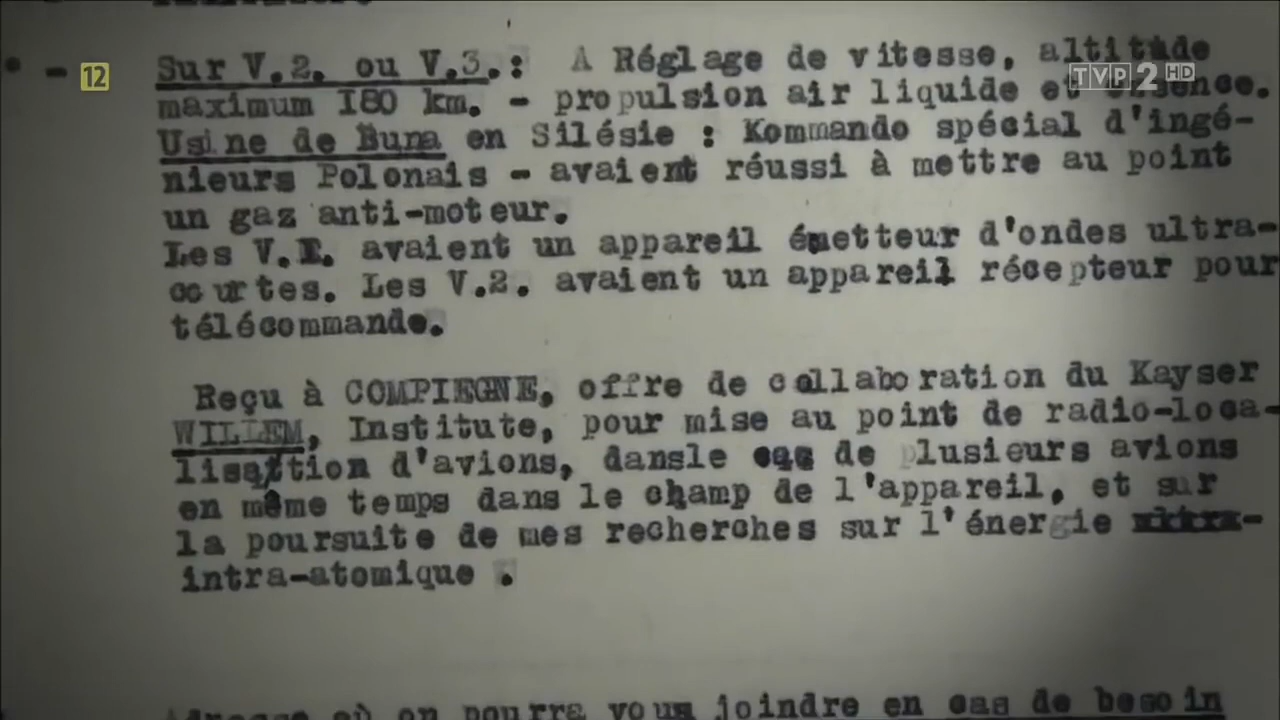 12
TVP2 HD
- Sur V.2. ou V.3.: A Réglage de vitesse, altitude
maximum I80 km. - propulsion air liquide et essence.
Usine de Buna en Silésie : Kommando spécial d'ingé-
nieurs Polonais - avaient réussi à mettre au point
un gaz anti-moteur.
Les V.I. avaient un appareil émetteur d'ondes ultra-
courtes. Les V.2. avaient un appareil récepteur pour
télécommande.
Reçu à COMPIEGNE, offre de collaboration du Kayser
WILLEM, Institute, pour mise au point de radio-loca-
lisation d'avions, dansle cas de plusieurs avions
en même temps dans le champ de l'appareil, et sur
la poursuite de mes recherches sur l'énergie
intra-atomique .
Adresse où on pourra vous joindre en cas de besoin